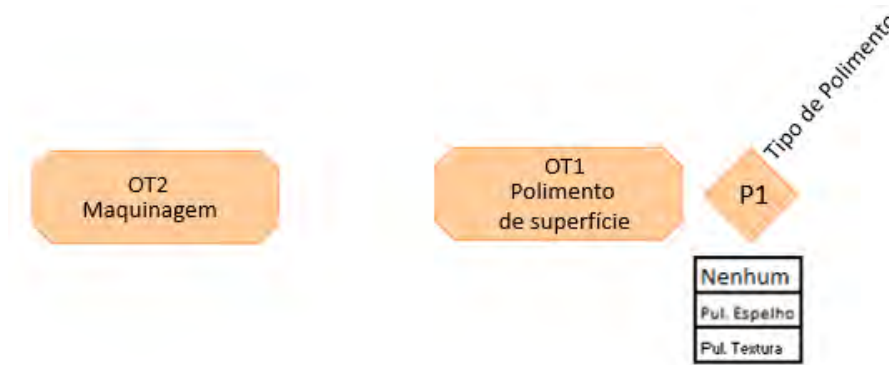 OT2
Maquinagem
OT1
Polimento
de superfície
Tipo de Polimento
P1
Nenhum
Pul. Espelho
Pul. Textura